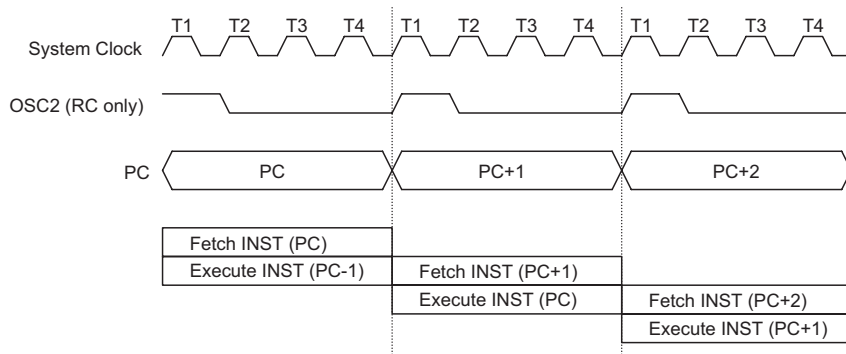 T1 T2 T3 T4 T1 T2 T3 T4 T1 T2 T3 T4
System Clock
OSC2 (RC only)
PC PC PC+1 PC+2
Fetch INST (PC)
Execute INST (PC-1) Fetch INST (PC+1)
Execute INST (PC) Fetch INST (PC+2)
Execute INST (PC+1)